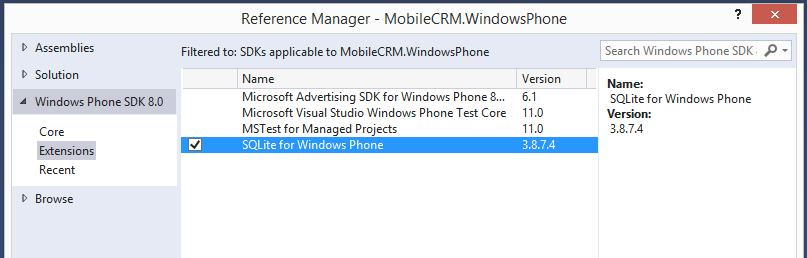 Reference Manager - MobileCRM.WindowsPhone
?
Assemblies
Solution
Windows Phone SDK 8.0
Core
Extensions
Recent
Browse
Filtered to: SDKs applicable to MobileCRM.WindowsPhone
Name Version
Microsoft Advertising SDK for Windows Phone 8... 6.1
Microsoft Visual Studio Windows Phone Test Core 11.0
MSTest for Managed Projects 11.0
SQLite for Windows Phone 3.8.7.4
Search Windows Phone SDK
Name:
SQLite for Windows Phone
Version:
3.8.7.4